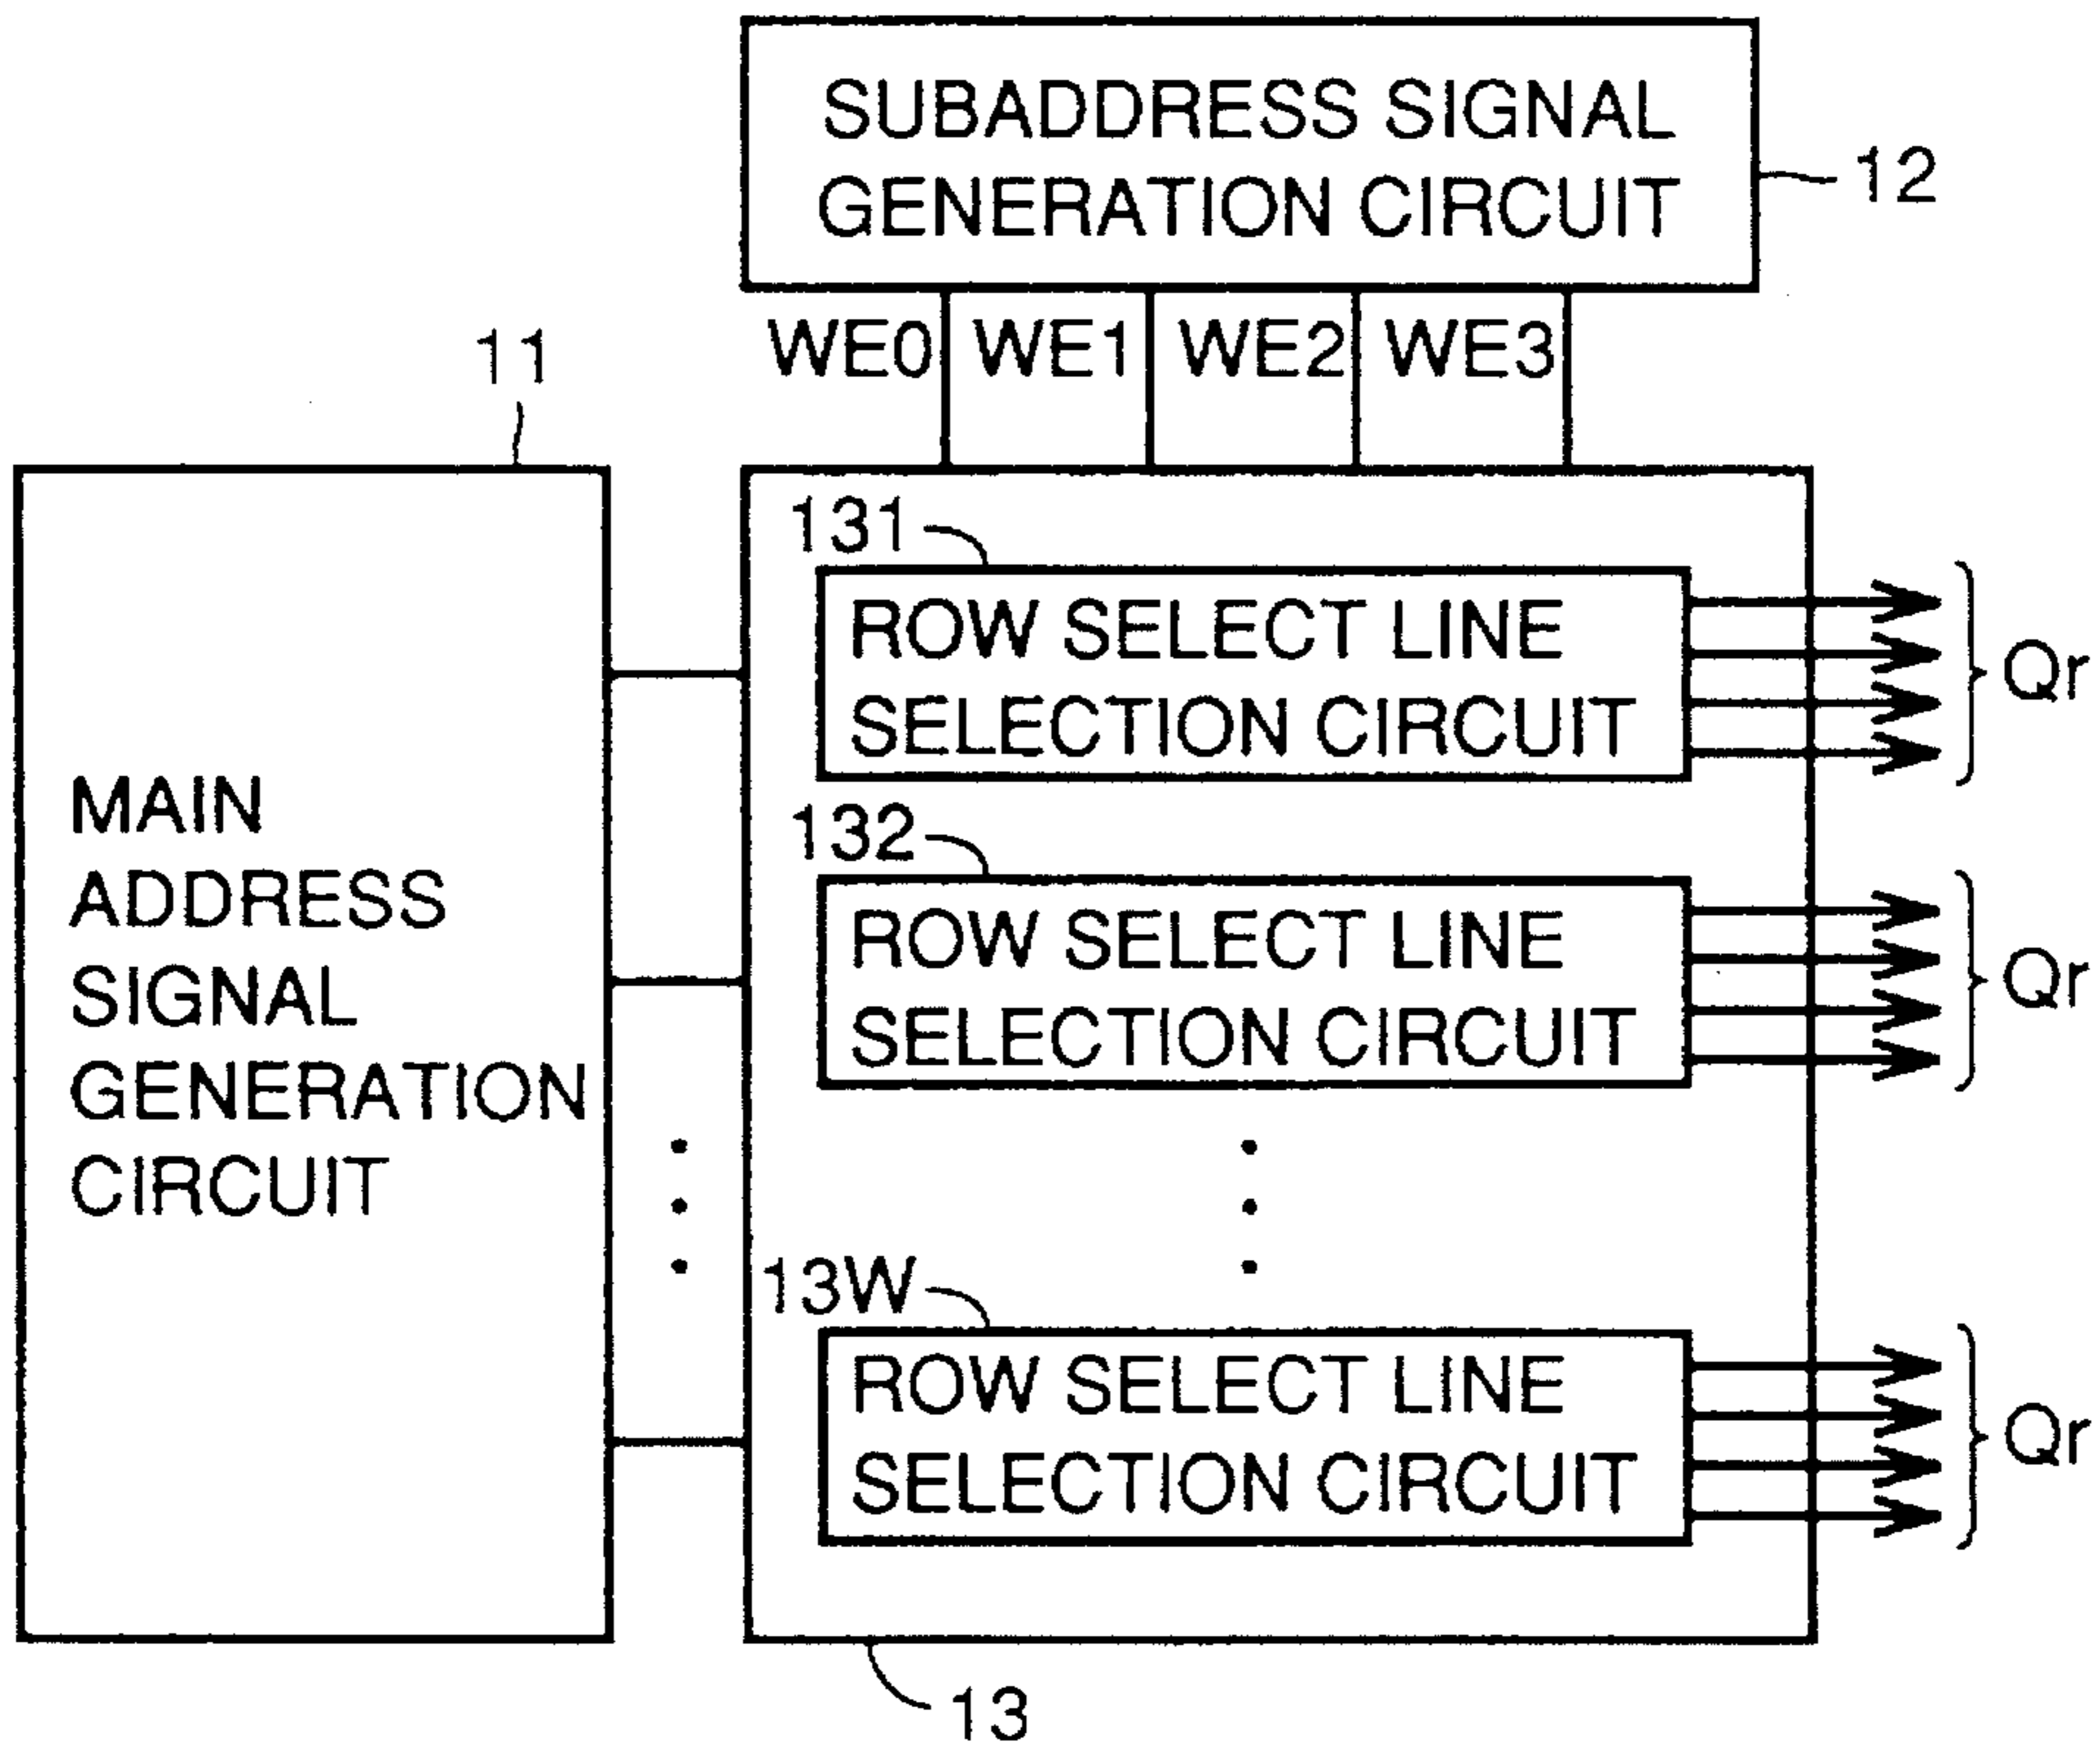 SUBADDRESS SIGNAL
GENERATION CIRCUIT
12
WE0 WE1 WE2 WE3
11
MAIN
ADDRESS
SIGNAL
GENERATION
CIRCUIT
131
ROW SELECT LINE
SELECTION CIRCUIT
Qr
132
ROW SELECT LINE
SELECTION CIRCUIT
Qr
13W
ROW SELECT LINE
SELECTION CIRCUIT
Qr
13